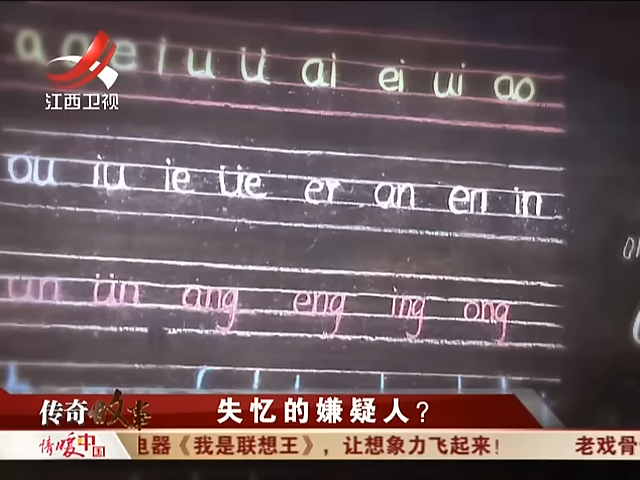 a o e i u ü ai ei ui ao
江西卫视
ou iu ie üe er an en in
un ün ang eng ing ong
传奇故事
失忆的嫌疑人？
情暖中国
电器《我是联想王》，让想象力飞起来！ 老戏骨